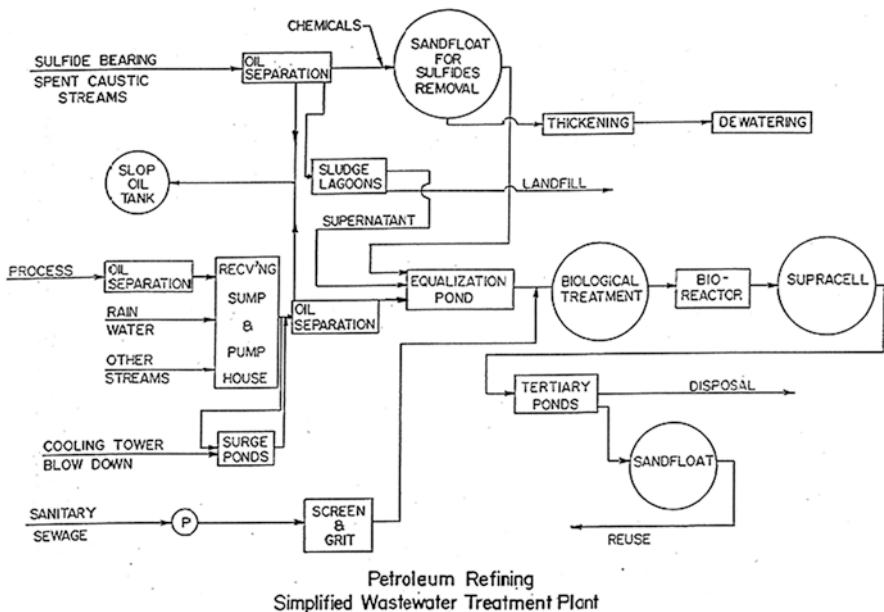 CHEMICALS
SULFIDE BEARING
SPENT CAUSTIC
STREAMS
OIL
SEPARATION
SANDFLOAT
FOR
SULFIDES
REMOVAL
THICKENING
DEWATERING
SLOP
OIL
TANK
SLUDGE
LAGOONS
LANDFILL
SUPERNATANT
PROCESS
OIL
SEPARATION
RECV'NG
SUMP
&
PUMP
HOUSE
RAIN
WATER
OTHER
STREAMS
OIL
SEPARATION
EQUALIZATION
POND
BIOLOGICAL
TREATMENT
BIO-
REACTOR
SUPRACELL
TERTIARY
PONDS
DISPOSAL
COOLING TOWER
BLOW DOWN
SURGE
PONDS
SANDFLOAT
SANITARY
SEWAGE
P
SCREEN
&
GRIT
REUSE
Petroleum Refining
Simplified Wastewater Treatment Plant